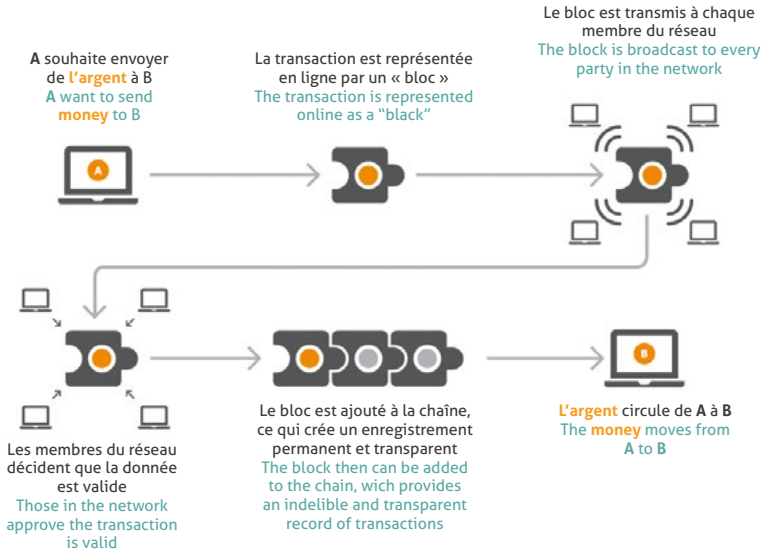 A souhaite envoyer
de l'argent à B
A want to send
money to B
A
La transaction est représentée
en ligne par un « bloc »
The transaction is represented
online as a “black”
Le bloc est transmis à chaque
membre du réseau
The block is broadcast to every
party in the network
Les membres du réseau
décident que la donnée
est valide
Those in the network
approve the transaction
is valid
Le bloc est ajouté à la chaîne,
ce qui crée un enregistrement
permanent et transparent
The block then can be added
to the chain, wich provides
an indelible and transparent
record of transactions
B
L'argent circule de A à B
The money moves from
A to B